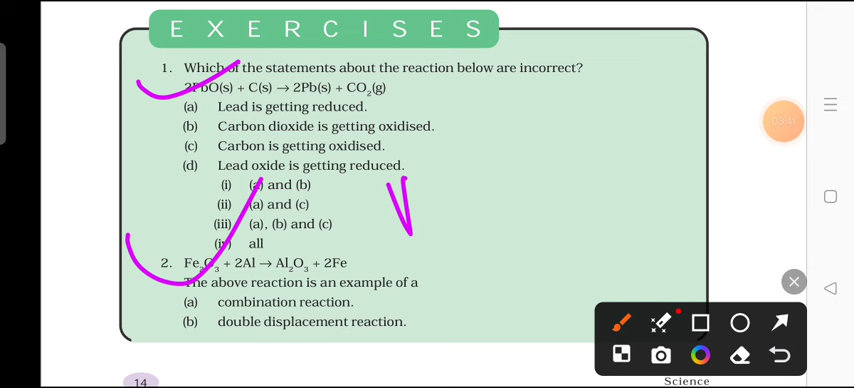 EXERCISES
1. Which of the statements about the reaction below are incorrect?
2PbO(s) + C(s) → 2Pb(s) + CO₂(g)
(a) Lead is getting reduced.
(b) Carbon dioxide is getting oxidised.
(c) Carbon is getting oxidised.
(d) Lead oxide is getting reduced.
(i) (a) and (b)
(ii) (a) and (c)
(iii) (a), (b) and (c)
(iv) all
2. Fe₂O₃ + 2Al → Al₂O₃ + 2Fe
The above reaction is an example of a
(a) combination reaction.
(b) double displacement reaction.
14
Science
03:41